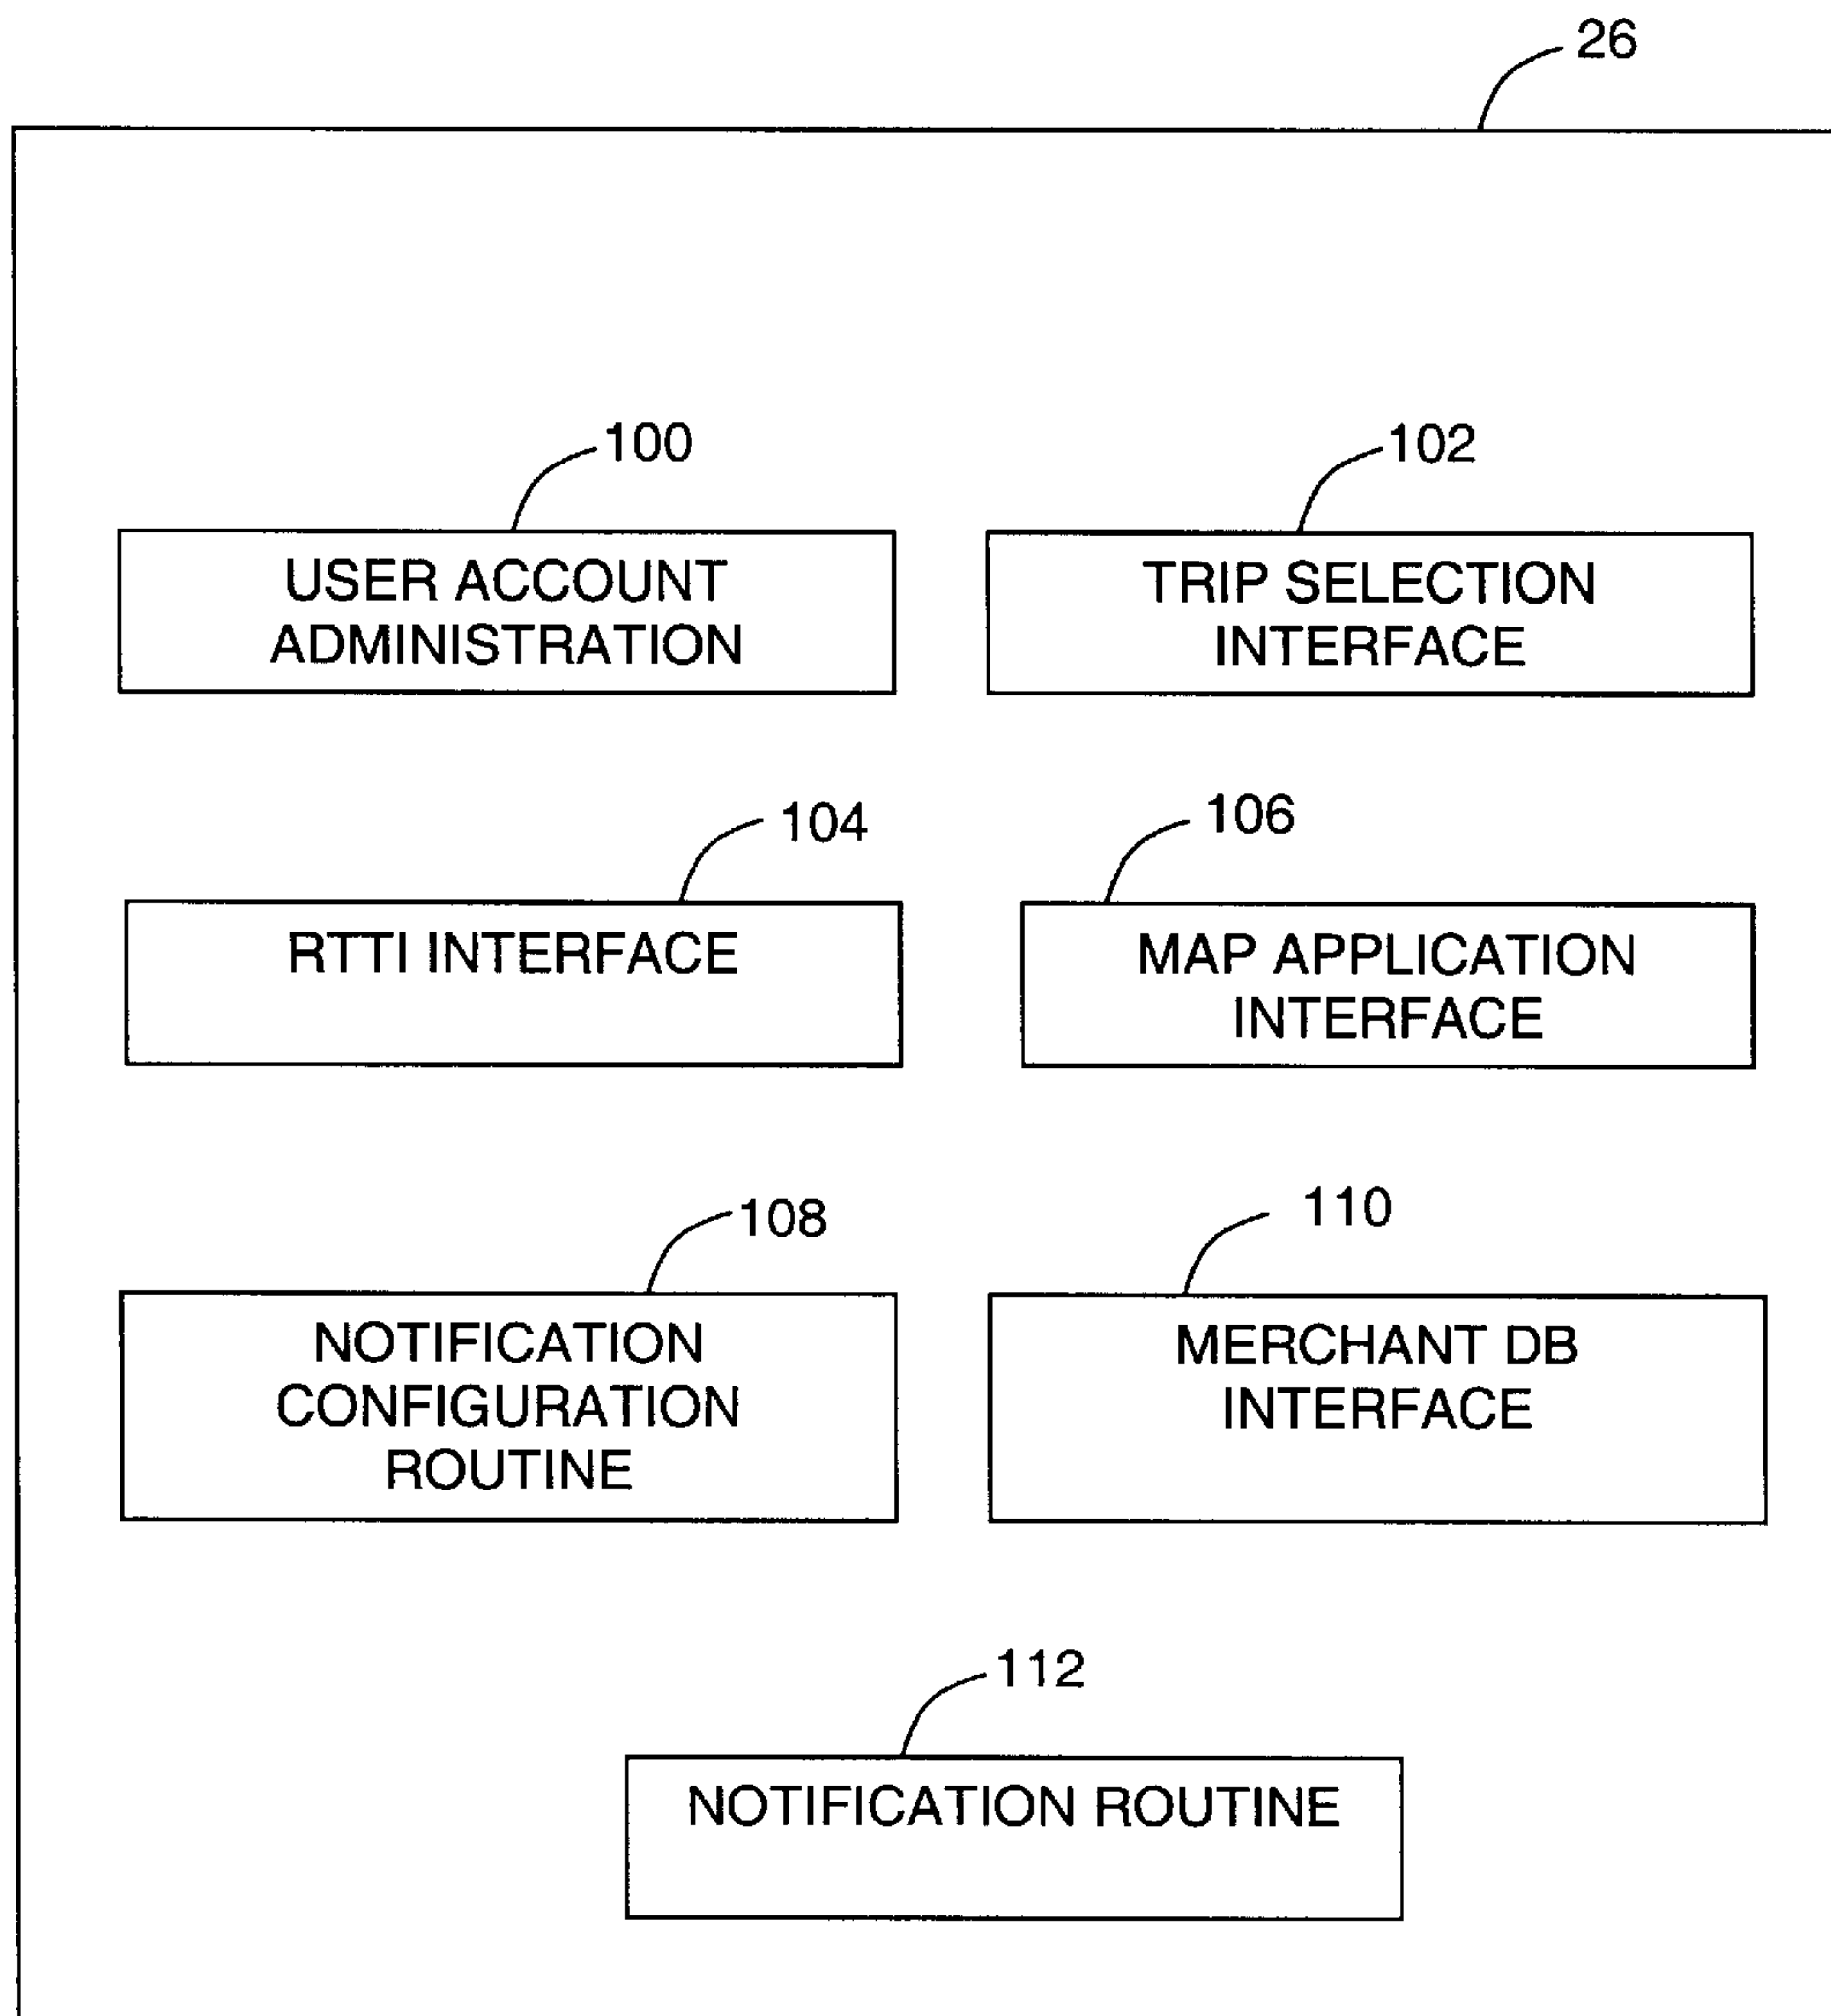 26
100
102
USER ACCOUNT
ADMINISTRATION
TRIP SELECTION
INTERFACE
104
106
RTTI INTERFACE
MAP APPLICATION
INTERFACE
108
110
NOTIFICATION
CONFIGURATION
ROUTINE
MERCHANT DB
INTERFACE
112
NOTIFICATION ROUTINE